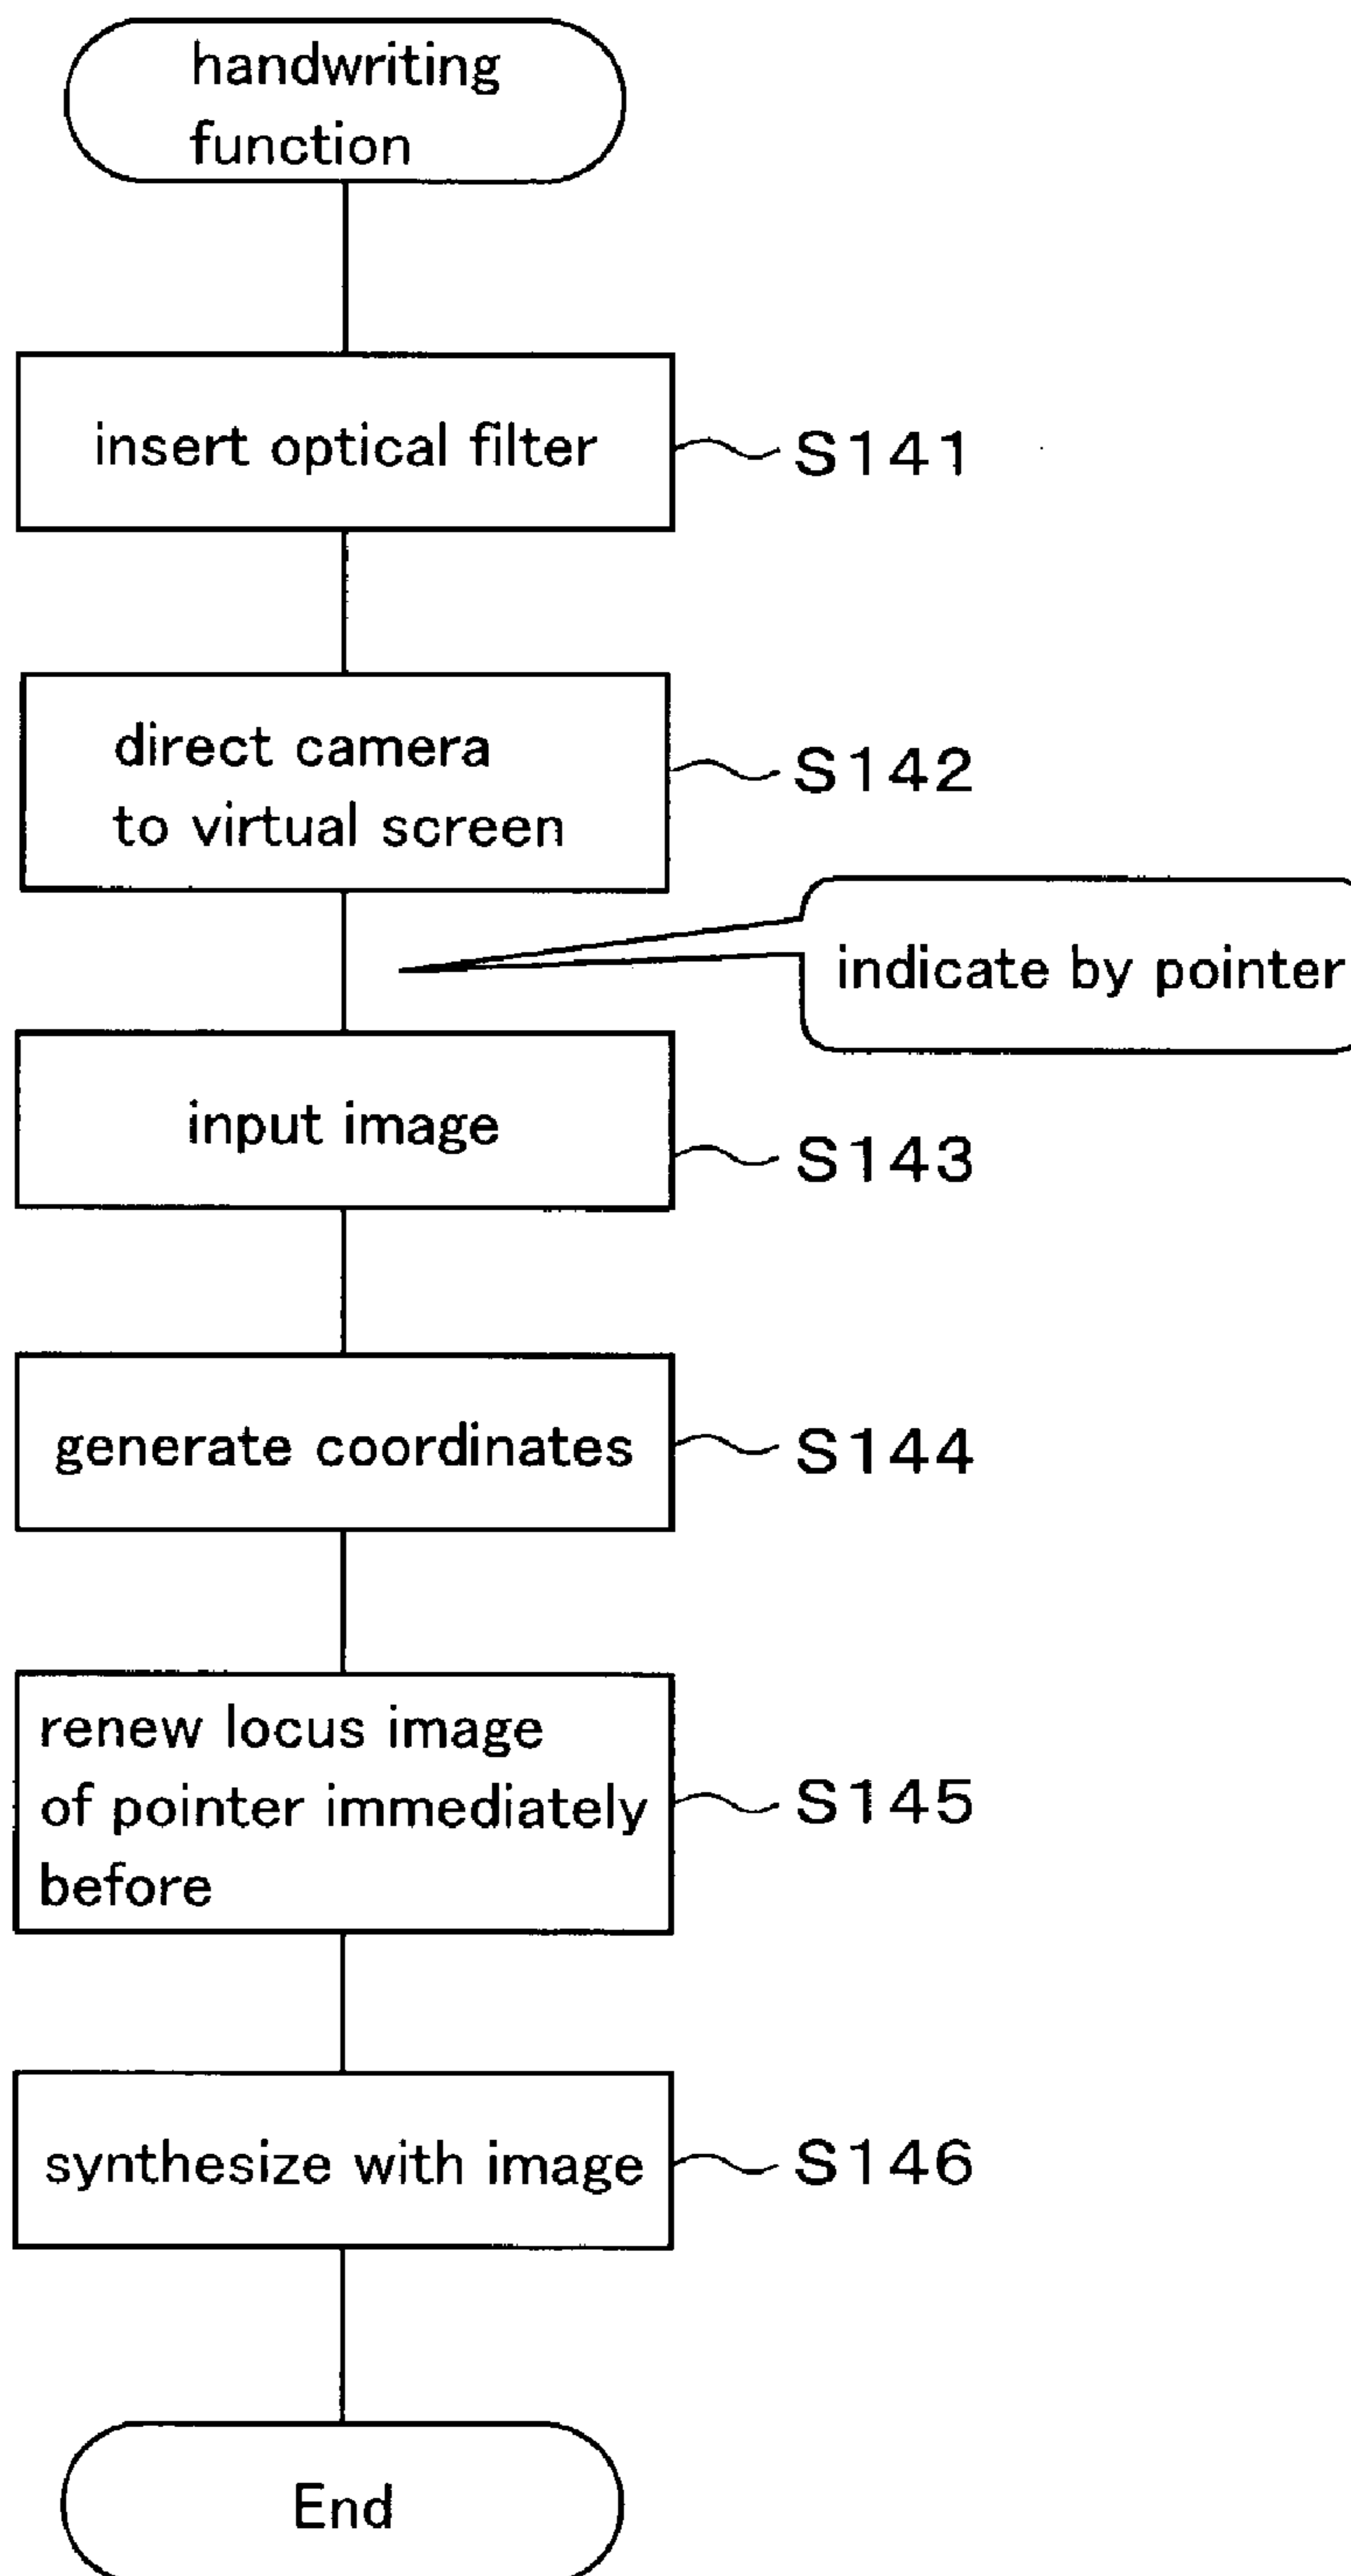 handwriting
function
insert optical filter
S141
direct camera
to virtual screen
S142
indicate by pointer
input image
S143
generate coordinates
S144
renew locus image
of pointer immediately
before
S145
synthesize with image
S146
End